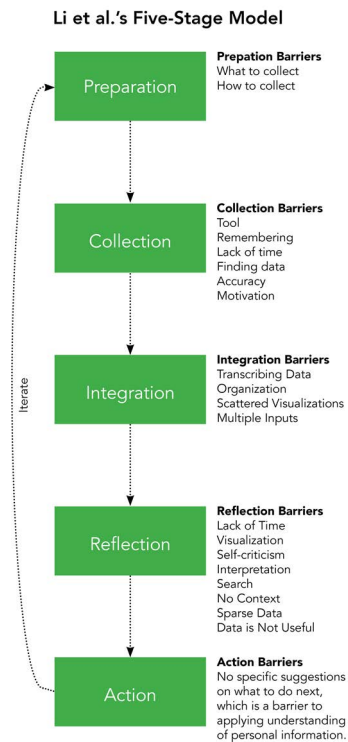 Li et al.’s Five-Stage Model
Prepation Barriers
What to collect
How to collect
Preparation
Collection Barriers
Tool
Remembering
Lack of time
Finding data
Accuracy
Motivation
Collection
Integration Barriers
Transcribing Data
Organization
Scattered Visualizations
Multiple Inputs
Integration
Iterate
Reflection Barriers
Lack of Time
Visualization
Self-criticism
Interpretation
Search
No Context
Sparse Data
Data is Not Useful
Reflection
Action Barriers
No specific suggestions
on what to do next,
which is a barrier to
applying understanding
of personal information.
Action